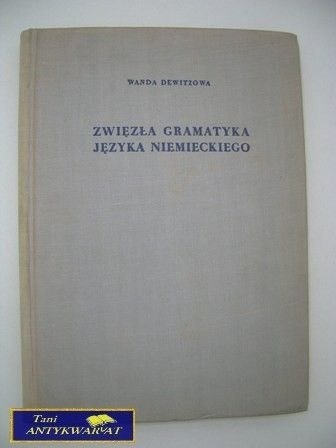 WANDA DEWITZOWA
ZWIĘZŁA GRAMATYKA
JĘZYKA NIEMIECKIEGO
Tani
ANTYKWARIAT